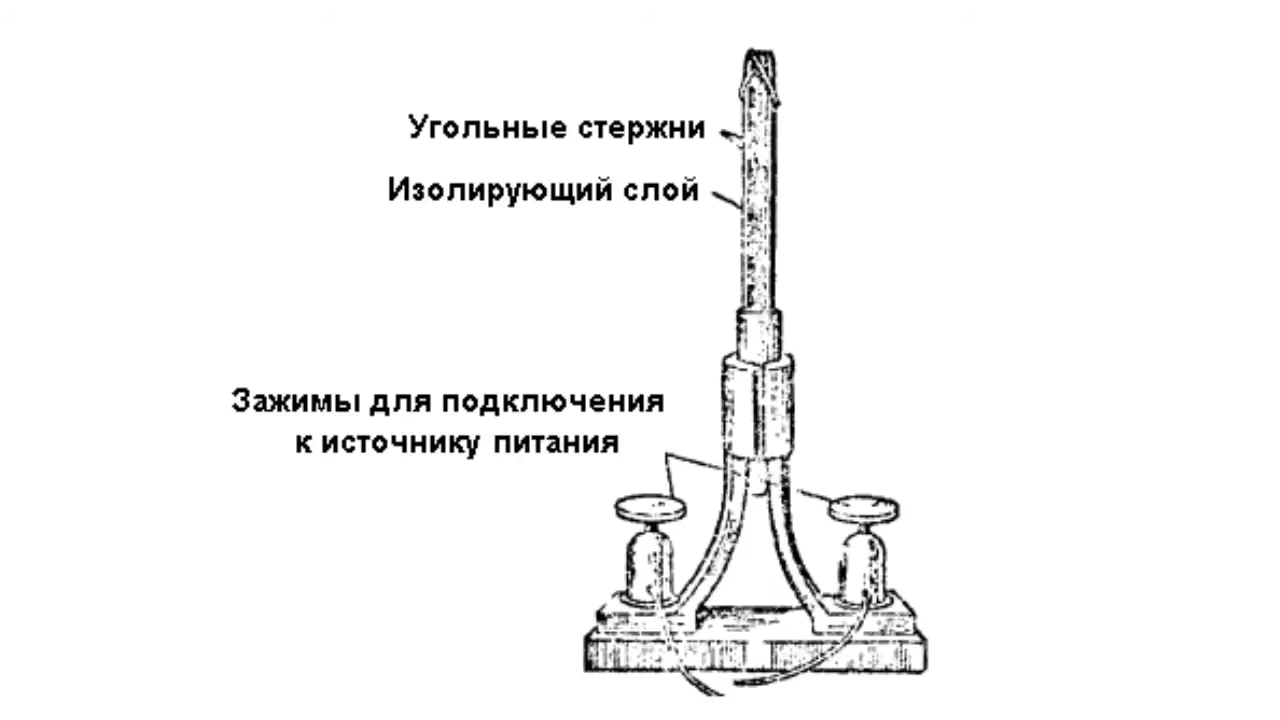 Угольные стержни
Изолирующий слой
Зажимы для подключения
к источнику питания